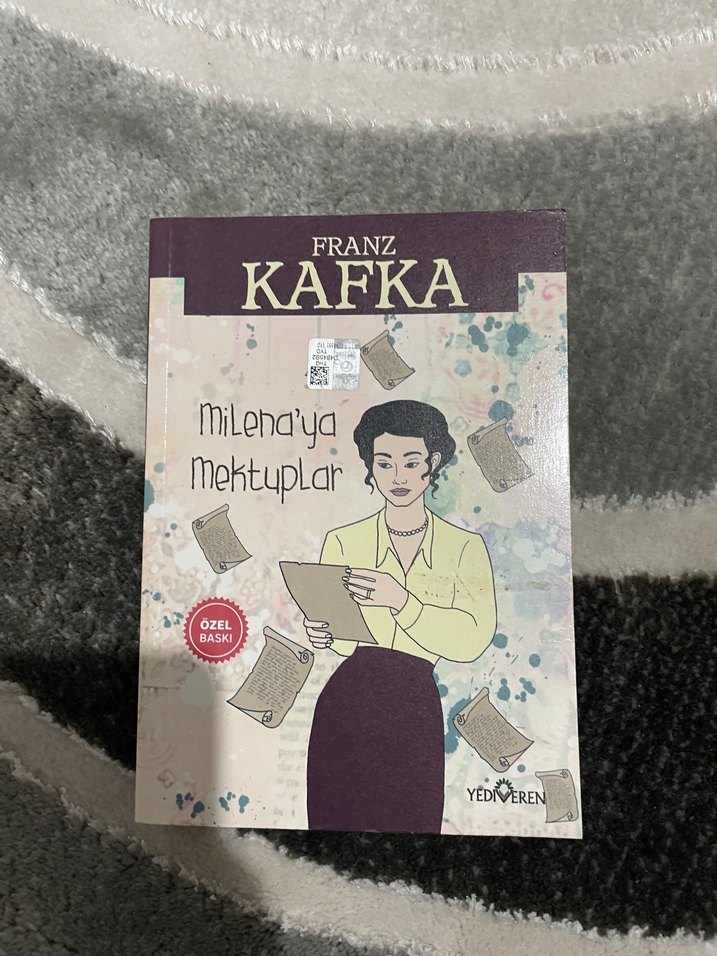 FRANZ
KAFKA
Milena'ya
Mektuplar
ÖZEL
BASKI
YEDİVEREN